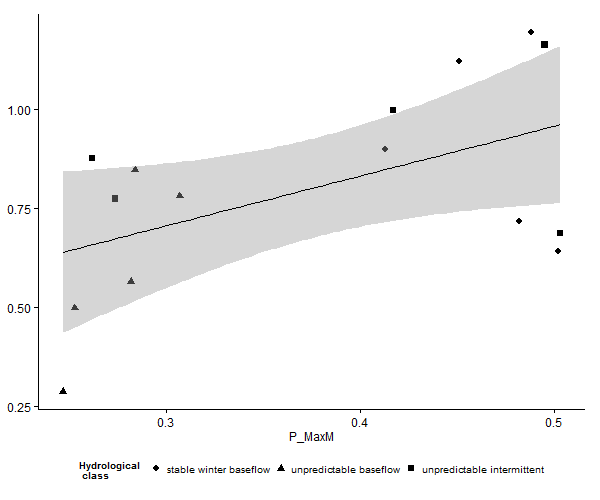 1.00
0.75
0.50
0.25
0.3 0.4 0.5
P_MaxM
Hydrological
class
stable winter baseflow unpredictable baseflow unpredictable intermittent